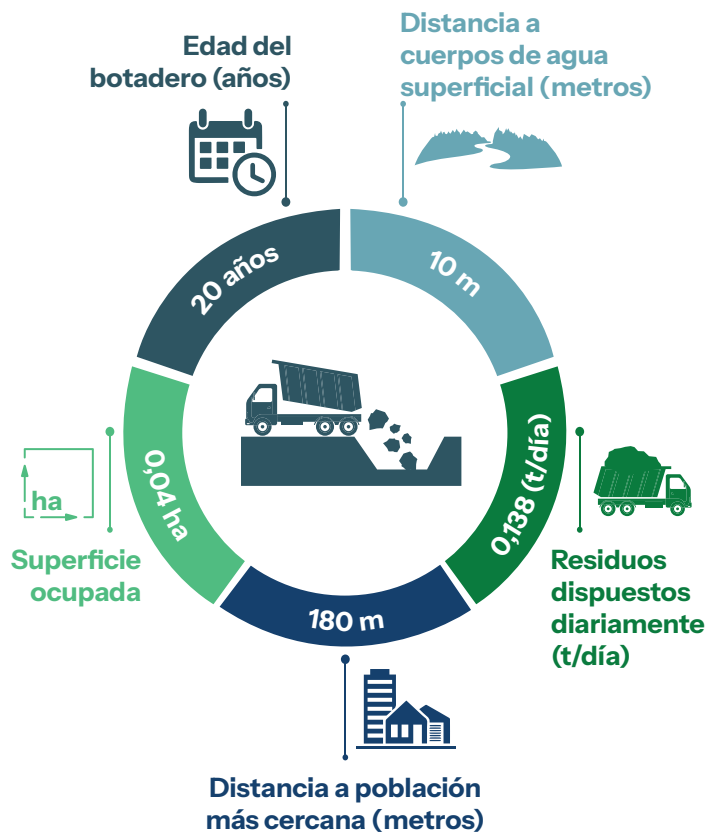 Edad del
botadero (años)
Distancia a
cuerpos de agua
superficial (metros)
20 años
10 m
0,04 ha
0,138 (t/día)
ha
Superficie
ocupada
Residuos
dispuestos
diariamente
(t/día)
180 m
Distancia a población
más cercana (metros)